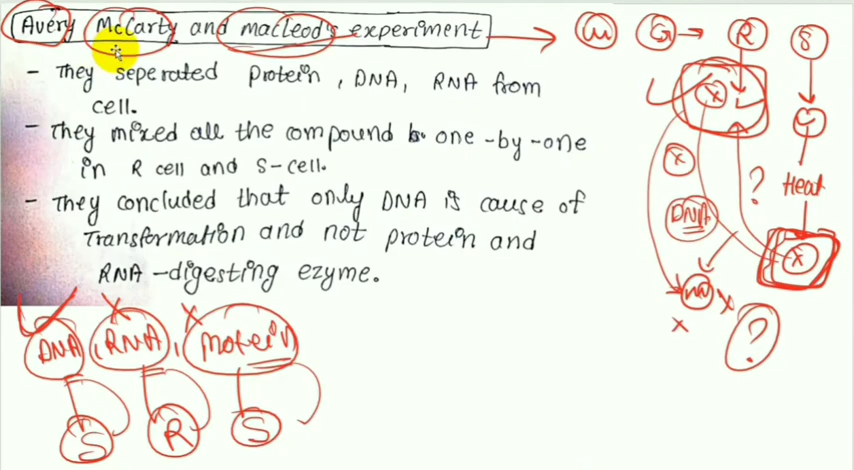 Avery McCarty and macleod's experiment
- They seperated Protein, DNA, RNA from
cell.
- They mixed all the compound one-by-one
in R cell and S-cell.
- They concluded that only DNA is cause of
Transformation and not protein and
RNA-digesting ezyme.
G → R S
?
Heat
DNA
?
DNA, RNA, Protein
S R S